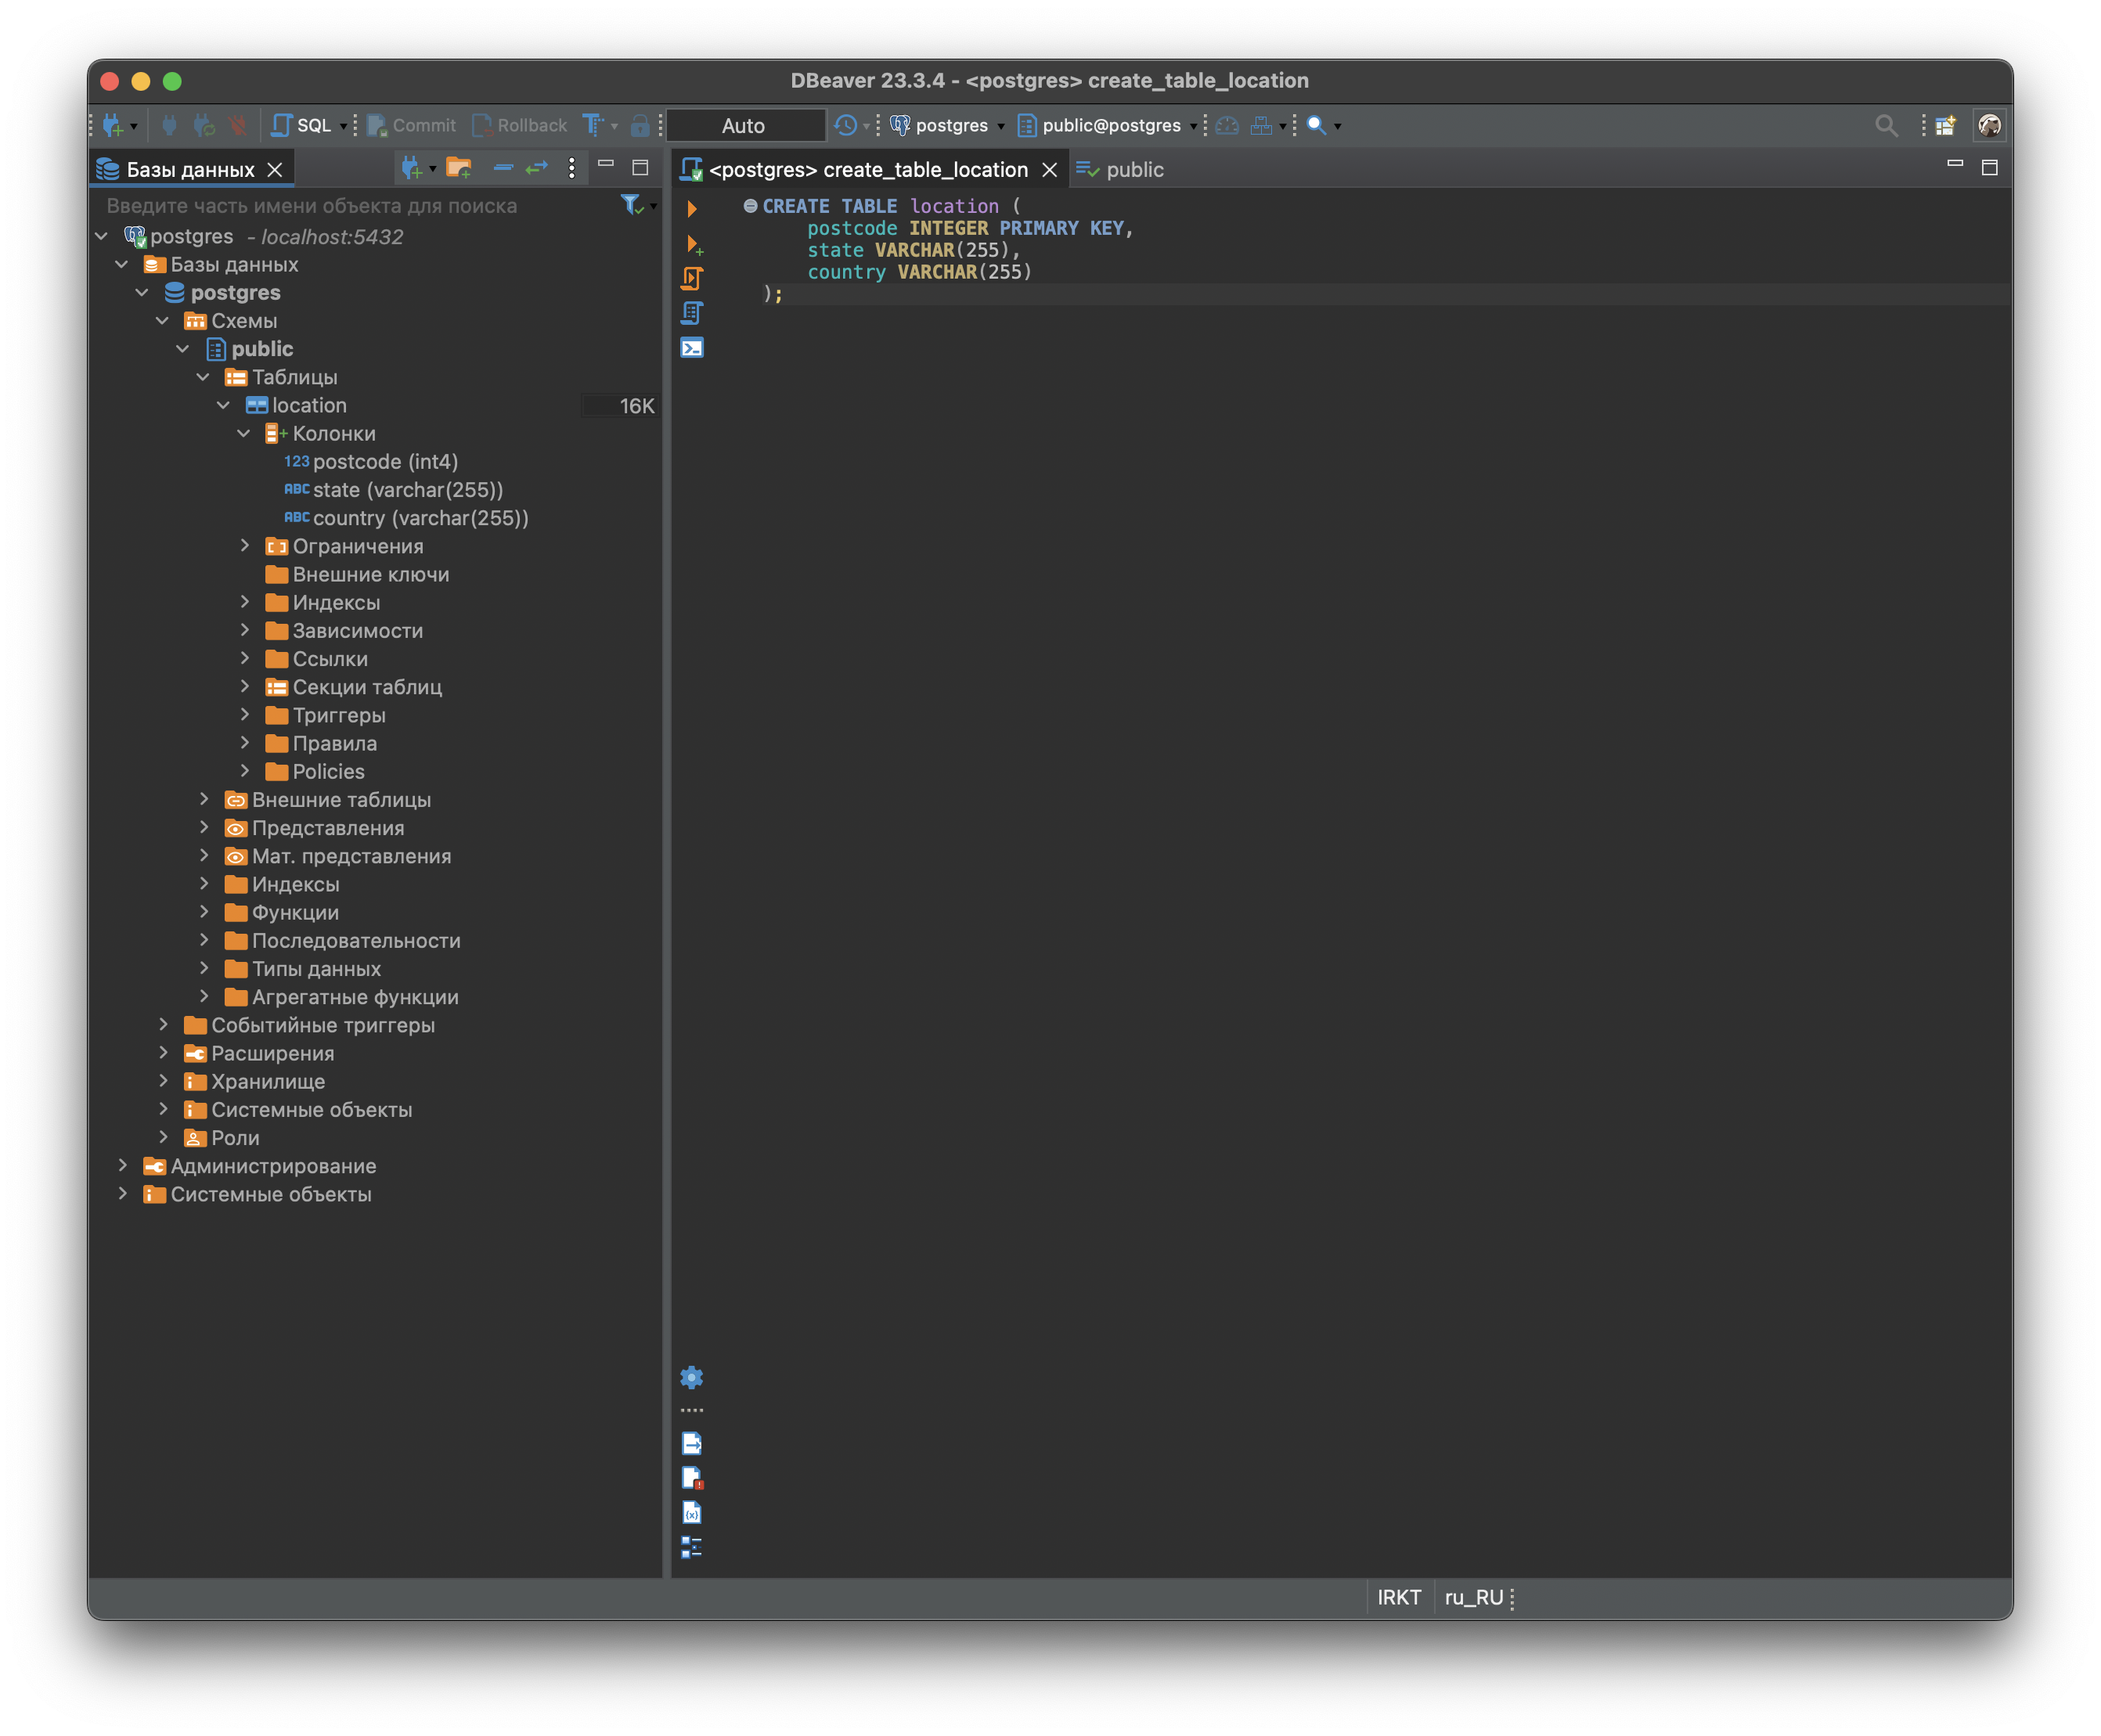 DBeaver 23.3.4 - <postgres> create_table_location
SQL Commit Rollback Auto postgres public@postgres
Базы данных
Введите часть имени объекта для поиска
postgres - localhost:5432
Базы данных
postgres
Схемы
public
Таблицы
location 16K
Колонки
123 postcode (int4)
ABC state (varchar(255))
ABC country (varchar(255))
Ограничения
Внешние ключи
Индексы
Зависимости
Ссылки
Секции таблиц
Триггеры
Правила
Policies
Внешние таблицы
Представления
Мат. представления
Индексы
Функции
Последовательности
Типы данных
Агрегатные функции
Событийные триггеры
Расширения
Хранилище
Системные объекты
Роли
Администрирование
Системные объекты
<postgres> create_table_location
public
CREATE TABLE location (
postcode INTEGER PRIMARY KEY,
state VARCHAR(255),
country VARCHAR(255)
);
IRKT ru_RU